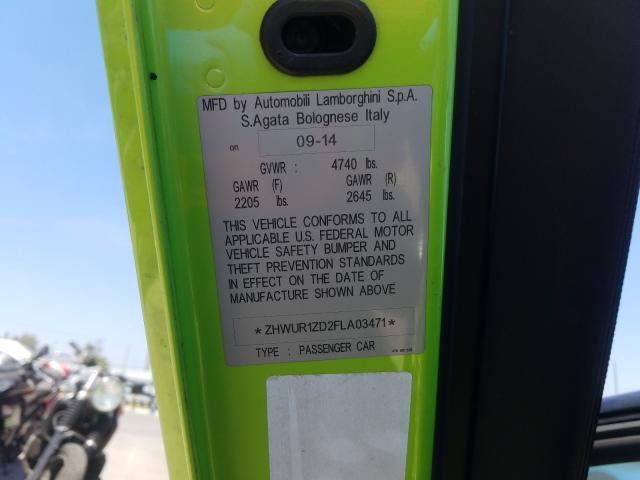 MFD by Automobili Lamborghini S.p.A.
S.Agata Bolognese Italy
on 09-14
GVWR : 4740 lbs.
GAWR (F) GAWR (R)
2205 lbs. 2645 lbs.
THIS VEHICLE CONFORMS TO ALL
APPLICABLE U.S. FEDERAL MOTOR
VEHICLE SAFETY BUMPER AND
THEFT PREVENTION STANDARDS
IN EFFECT ON THE DATE OF
MANUFACTURE SHOWN ABOVE
*ZHWUR1ZD2FLA03471*
TYPE : PASSENGER CAR